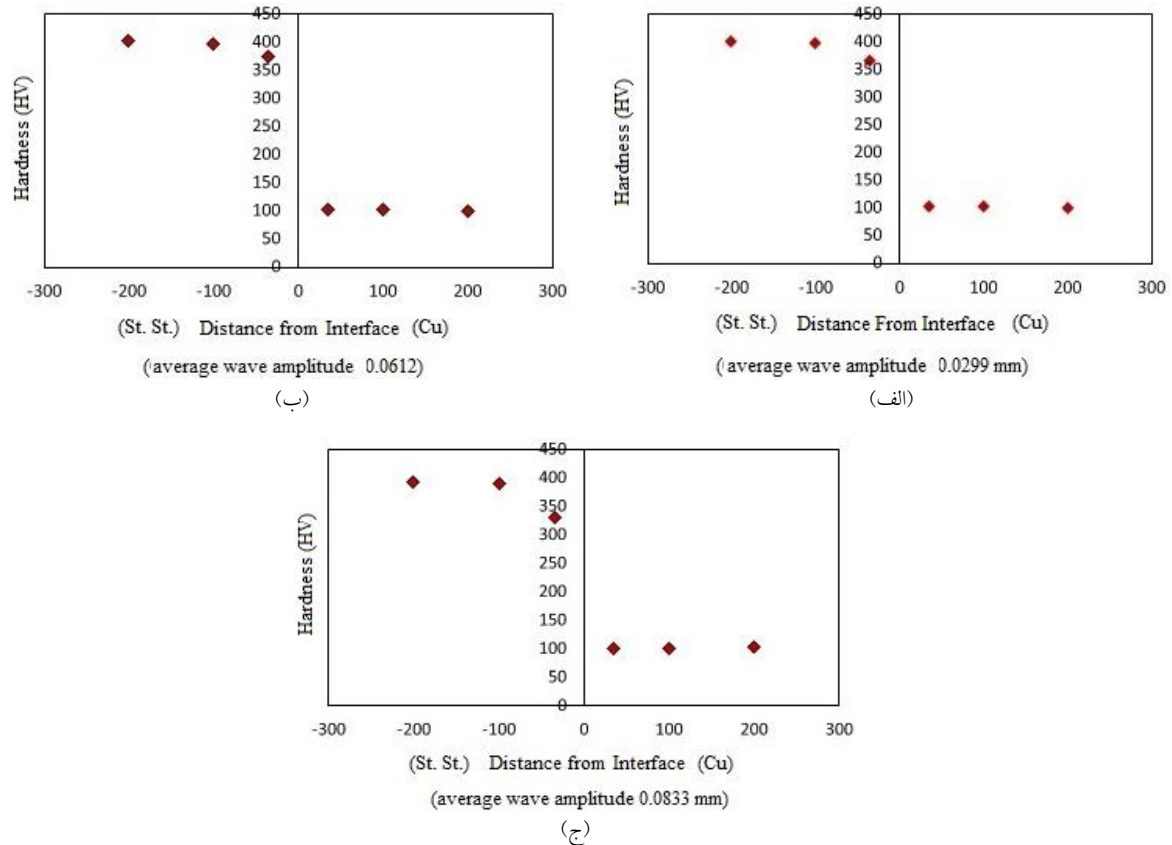 450
400
350
300
250
200
150
100
50
0
Hardness (HV)
-300 -200 -100 0 100 200 300
(St. St.) Distance from Interface (Cu)
(average wave amplitude 0.0612)
(ب)
450
400
350
300
250
200
150
100
50
0
Hardness (HV)
-300 -200 -100 0 100 200 300
(St. St.) Distance From Interface (Cu)
(average wave amplitude 0.0299 mm)
(الف)
450
400
350
300
250
200
150
100
50
0
Hardness (HV)
-300 -200 -100 0 100 200 300
(St. St.) Distance from Interface (Cu)
(average wave amplitude 0.0833 mm)
(ج)